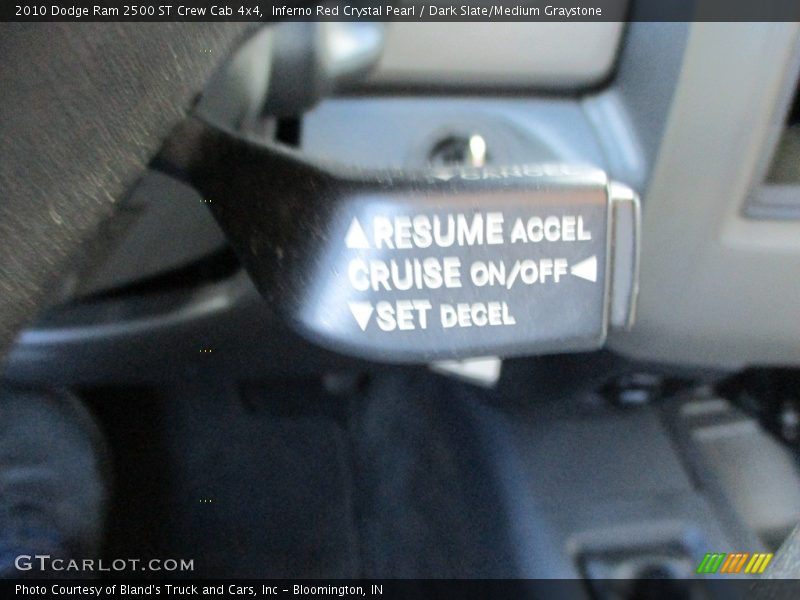 2010 Dodge Ram 2500 ST Crew Cab 4x4,  Inferno Red Crystal Pearl / Dark Slate/Medium Graystone
CANCEL
▲RESUME ACCEL
CRUISE ON/OFF◀
▼SET DECEL
GTCARLOT.COM
Photo Courtesy of Bland's Truck and Cars, Inc – Bloomington, IN